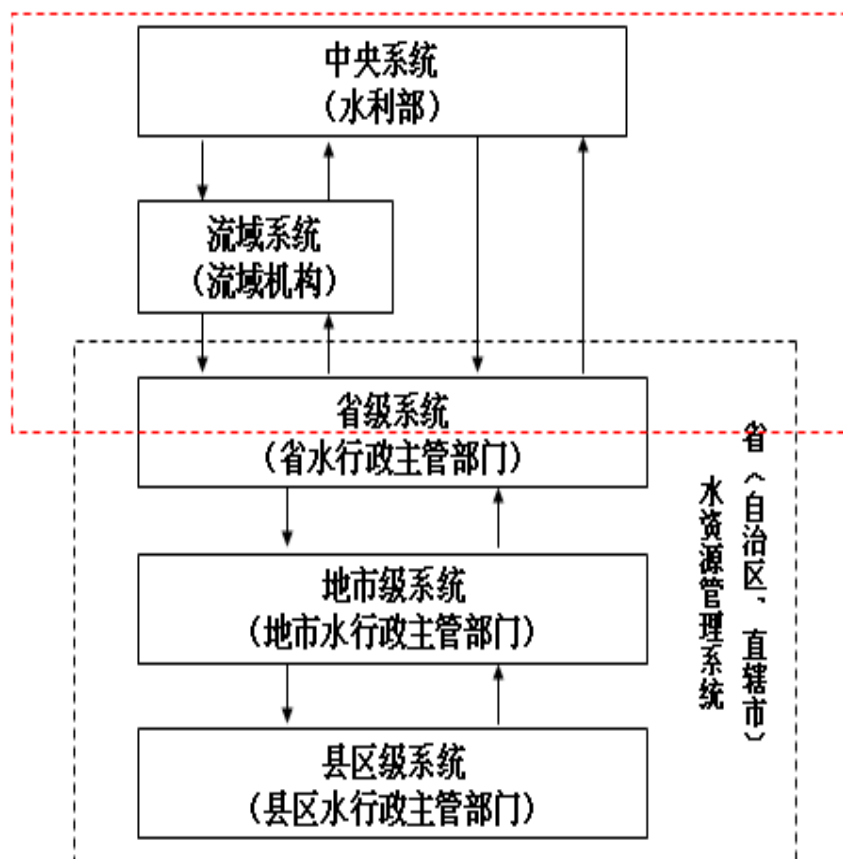 中央系统
（水利部）
流域系统
（流域机构）
省级系统
（省水行政主管部门）
地市级系统
（地市水行政主管部门）
县区级系统
（县区水行政主管部门）
省（自治区、直辖市）
水资源管理系统